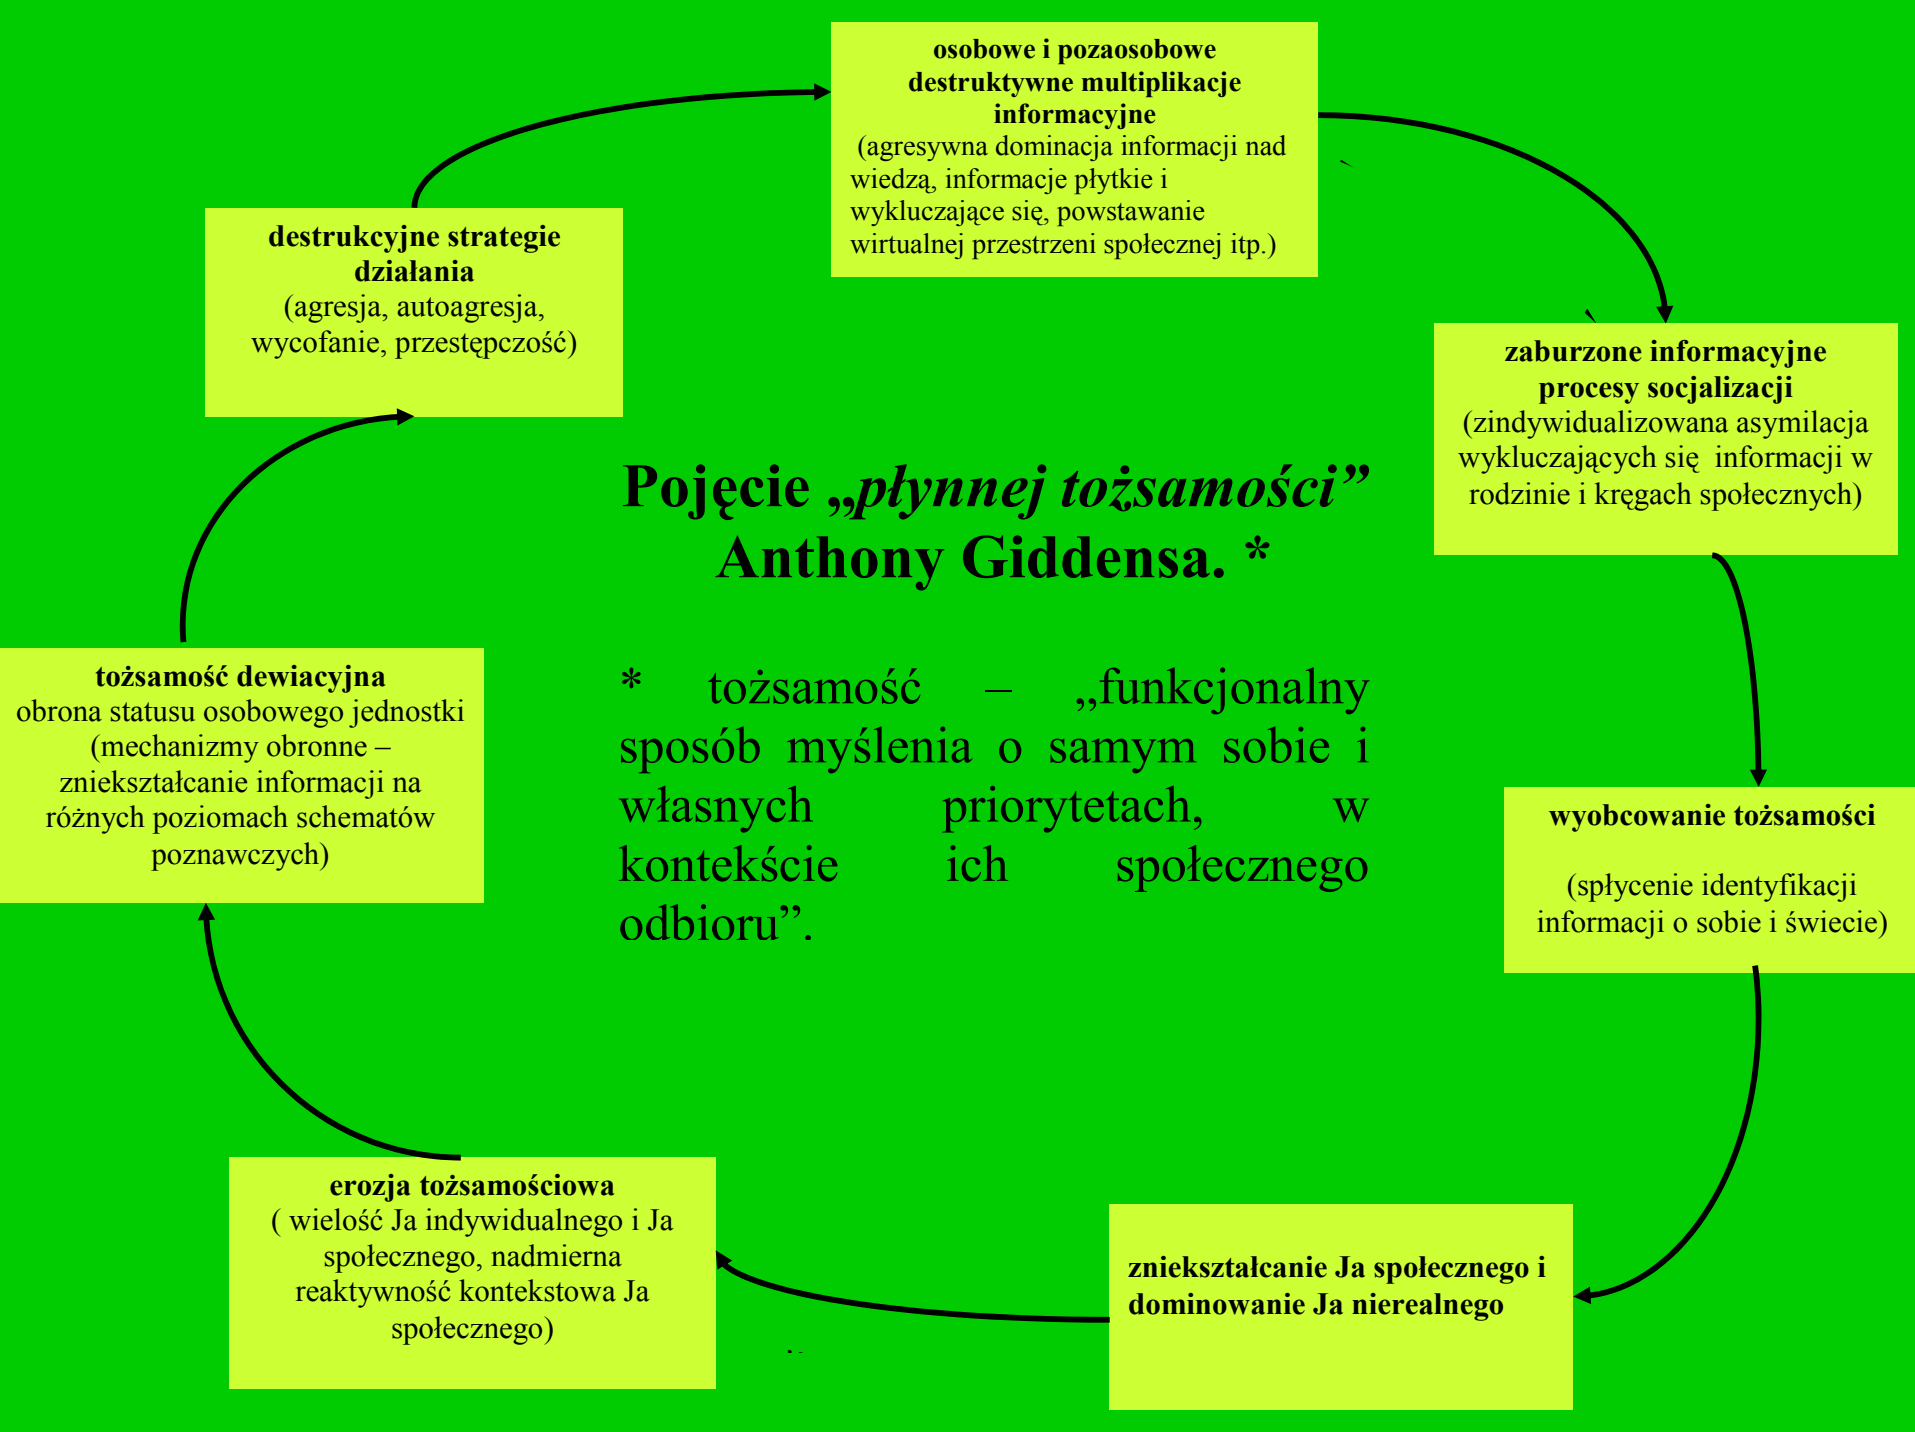 osobowe i pozaosobowe
destruktywne multiplikacje
informacyjne
(agresywna dominacja informacji nad
wiedzą, informacje płytkie i
wykluczające się, powstawanie
wirtualnej przestrzeni społecznej itp.)
destrukcyjne strategie
działania
(agresja, autoagresja,
wycofanie, przestępczość)
zaburzone informacyjne
procesy socjalizacji
(zindywidualizowana asymilacja
wykluczających się informacji w
rodzinie i kręgach społecznych)
Pojęcie „płynnej tożsamości”
Anthony Giddensa. *
* tożsamość – „funkcjonalny
sposób myślenia o samym sobie i
własnych priorytetach, w
kontekście ich społecznego
odbioru”.
tożsamość dewiacyjna
obrona statusu osobowego jednostki
(mechanizmy obronne –
zniekształcanie informacji na
różnych poziomach schematów
poznawczych)
wyobcowanie tożsamości
(spłycenie identyfikacji
informacji o sobie i świecie)
erozja tożsamościowa
( wielość Ja indywidualnego i Ja
społecznego, nadmierna
reaktywność kontekstowa Ja
społecznego)
zniekształcanie Ja społecznego i
dominowanie Ja nierealnego